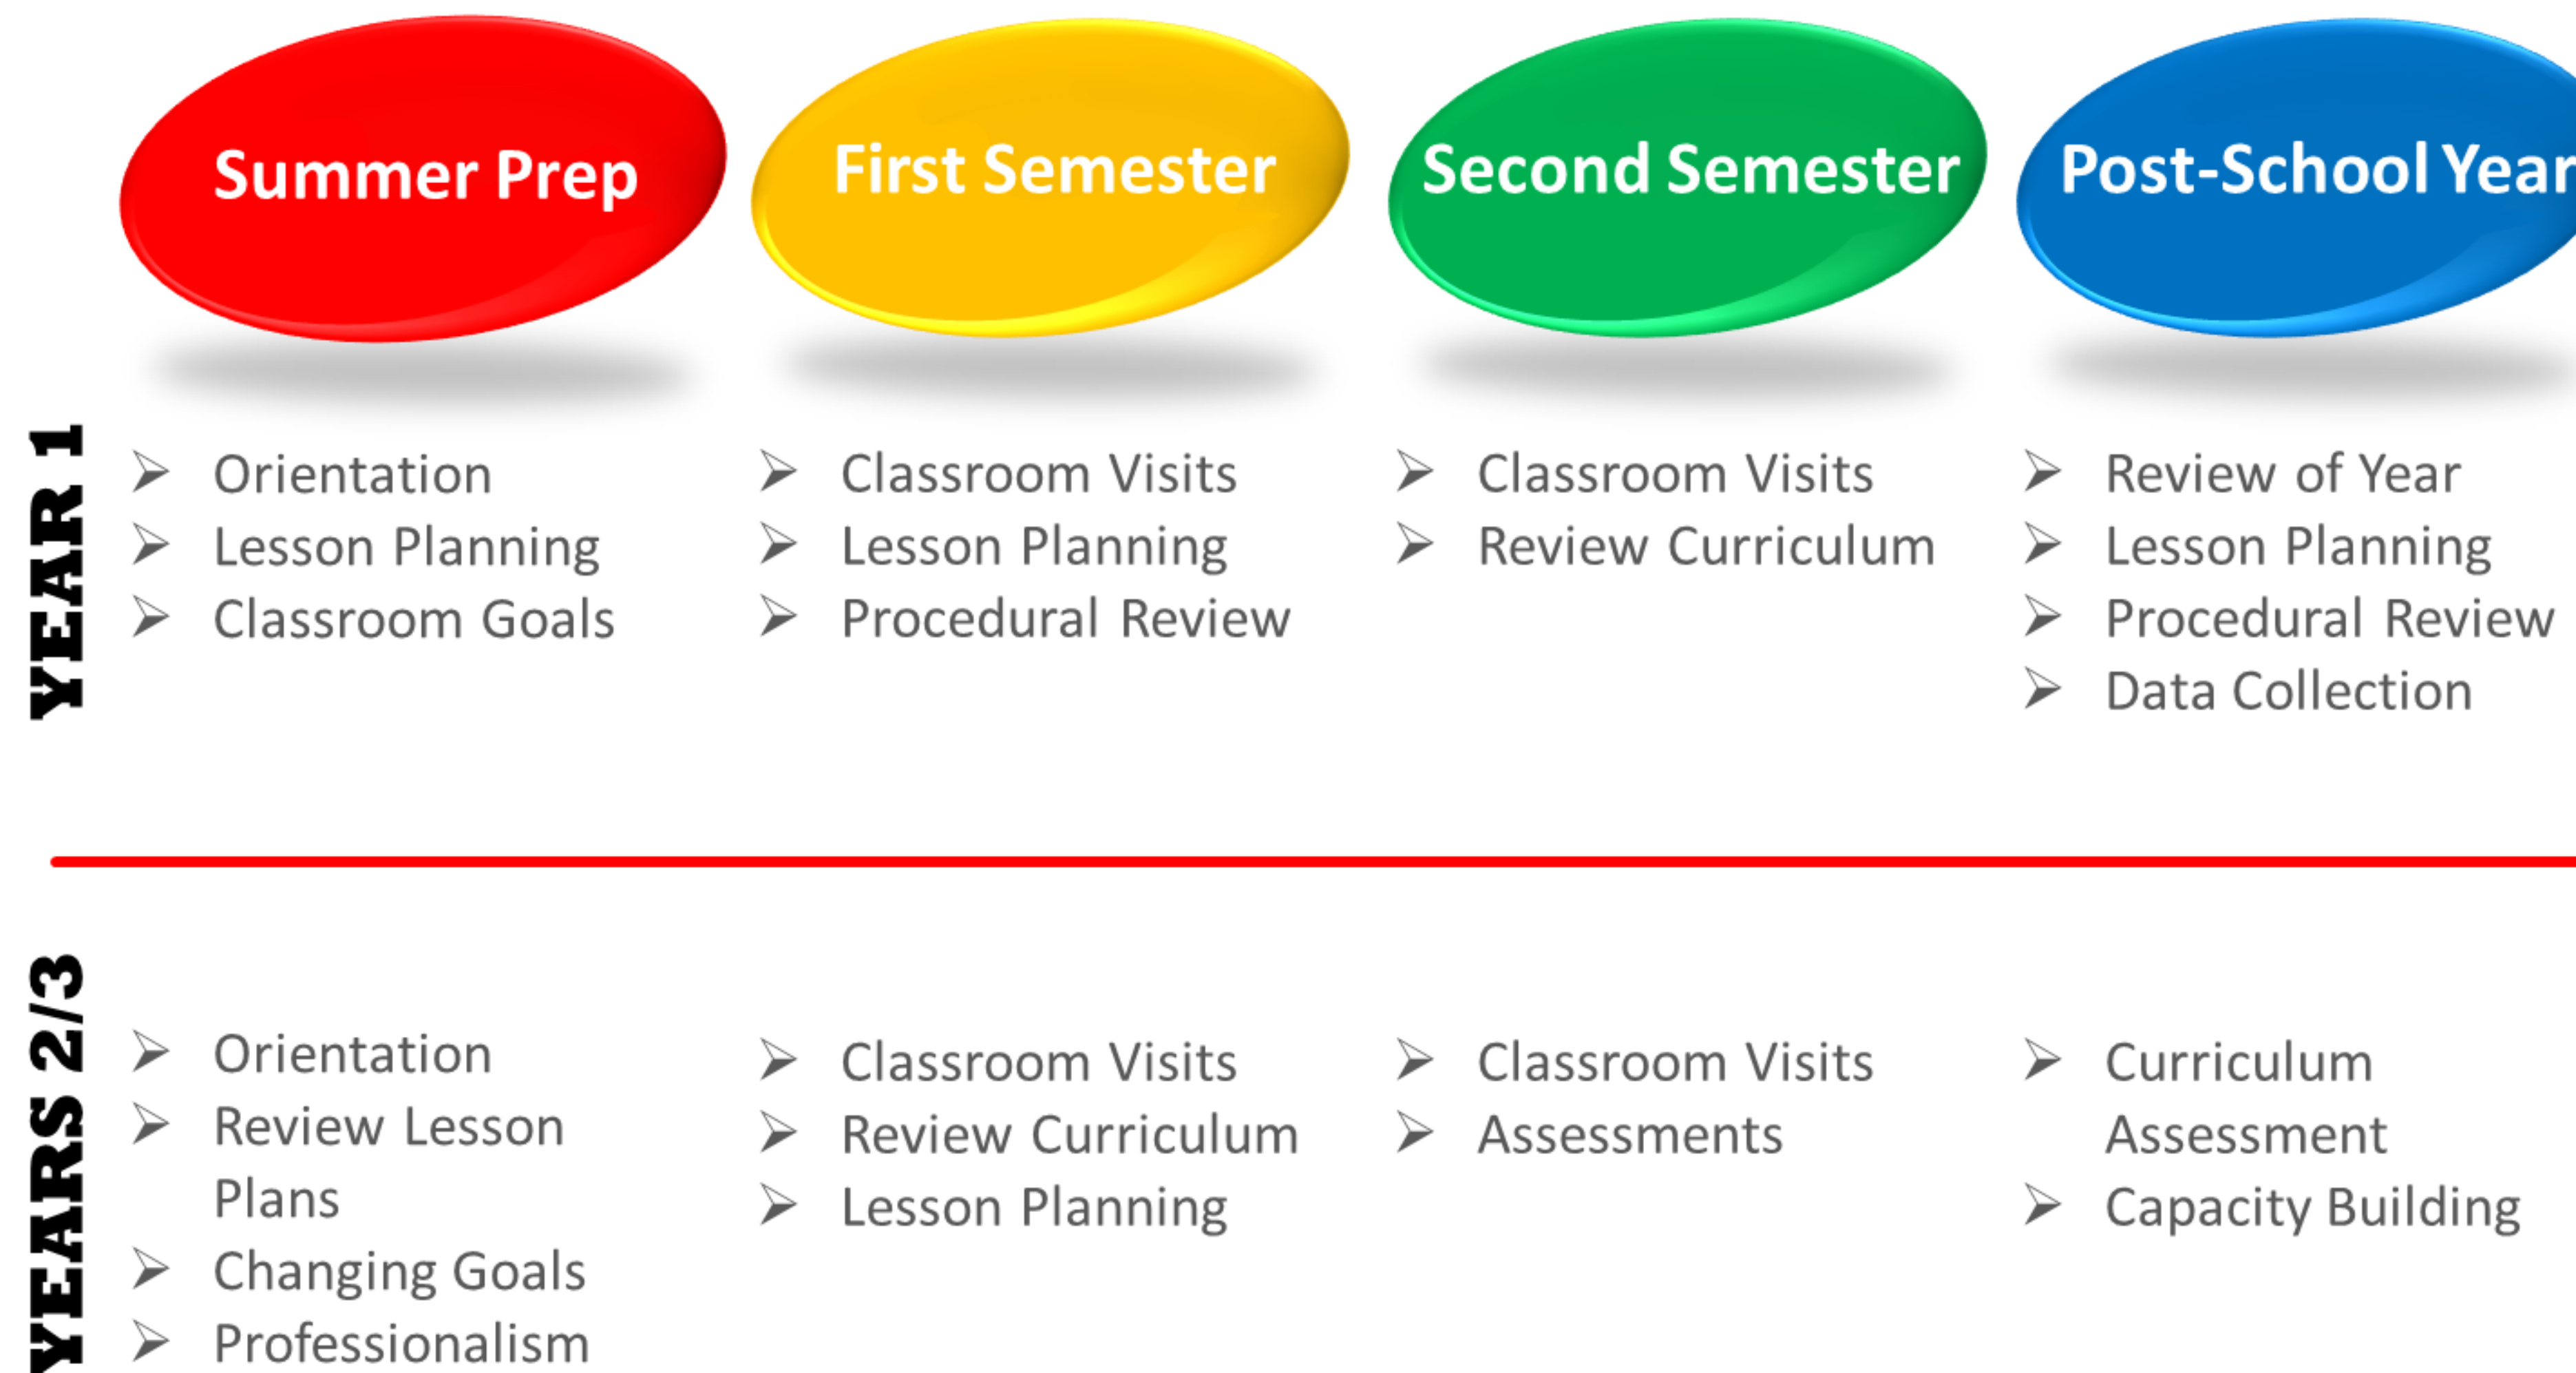 Summer Prep
First Semester
Second Semester
Post-School Year
YEAR 1
Orientation
Lesson Planning
Classroom Goals
Classroom Visits
Lesson Planning
Procedural Review
Classroom Visits
Review Curriculum
Review of Year
Lesson Planning
Procedural Review
Data Collection
YEARS 2/3
Orientation
Review Lesson
Plans
Changing Goals
Professionalism
Classroom Visits
Review Curriculum
Lesson Planning
Classroom Visits
Assessments
Curriculum
Assessment
Capacity Building